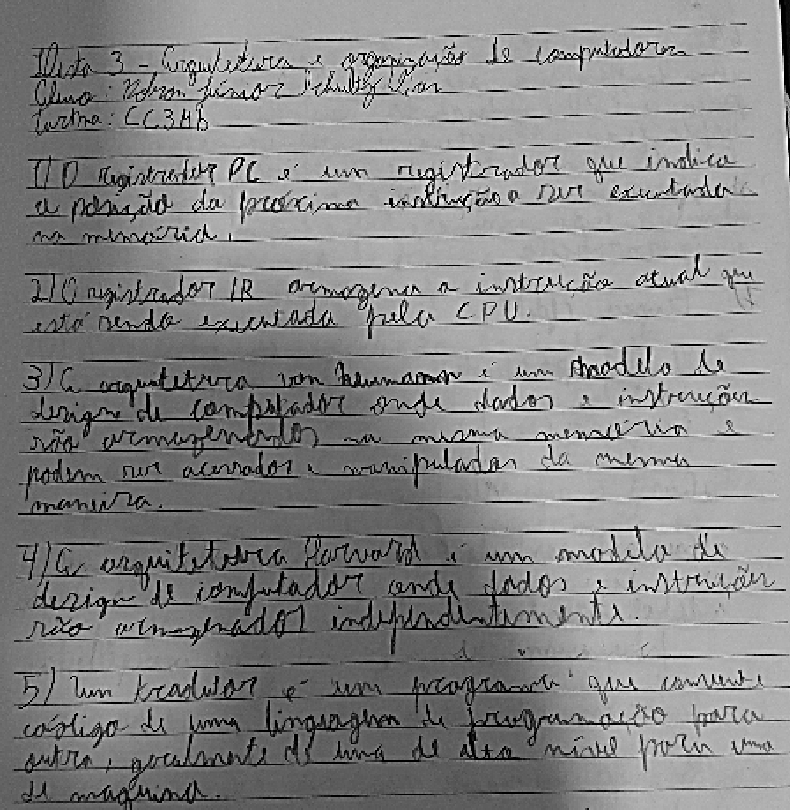 Lista 3 - Arquitetura e organização de computadores
Aluno: Júnior
Turma: CC3AB
1) O registrador PC é um registrador que indica
a posição da próxima instrução a ser executada
na memória.
2) O registrador IR armazena a instrução atual que
está sendo executada pela CPU.
3) A arquitetura von Neumann é um modelo de
design de computador onde dados e instruções
são armazenados na mesma memória e
podem ser acessados e manipulados da mesma
maneira.
4) A arquitetura Harvard é um modelo de
design de computador onde dados e instruções
são armazenados independentemente.
5) Um tradutor é um programa que converte
código de uma linguagem de programação para
outra, geralmente de uma de alto nível para uma
de maquina.